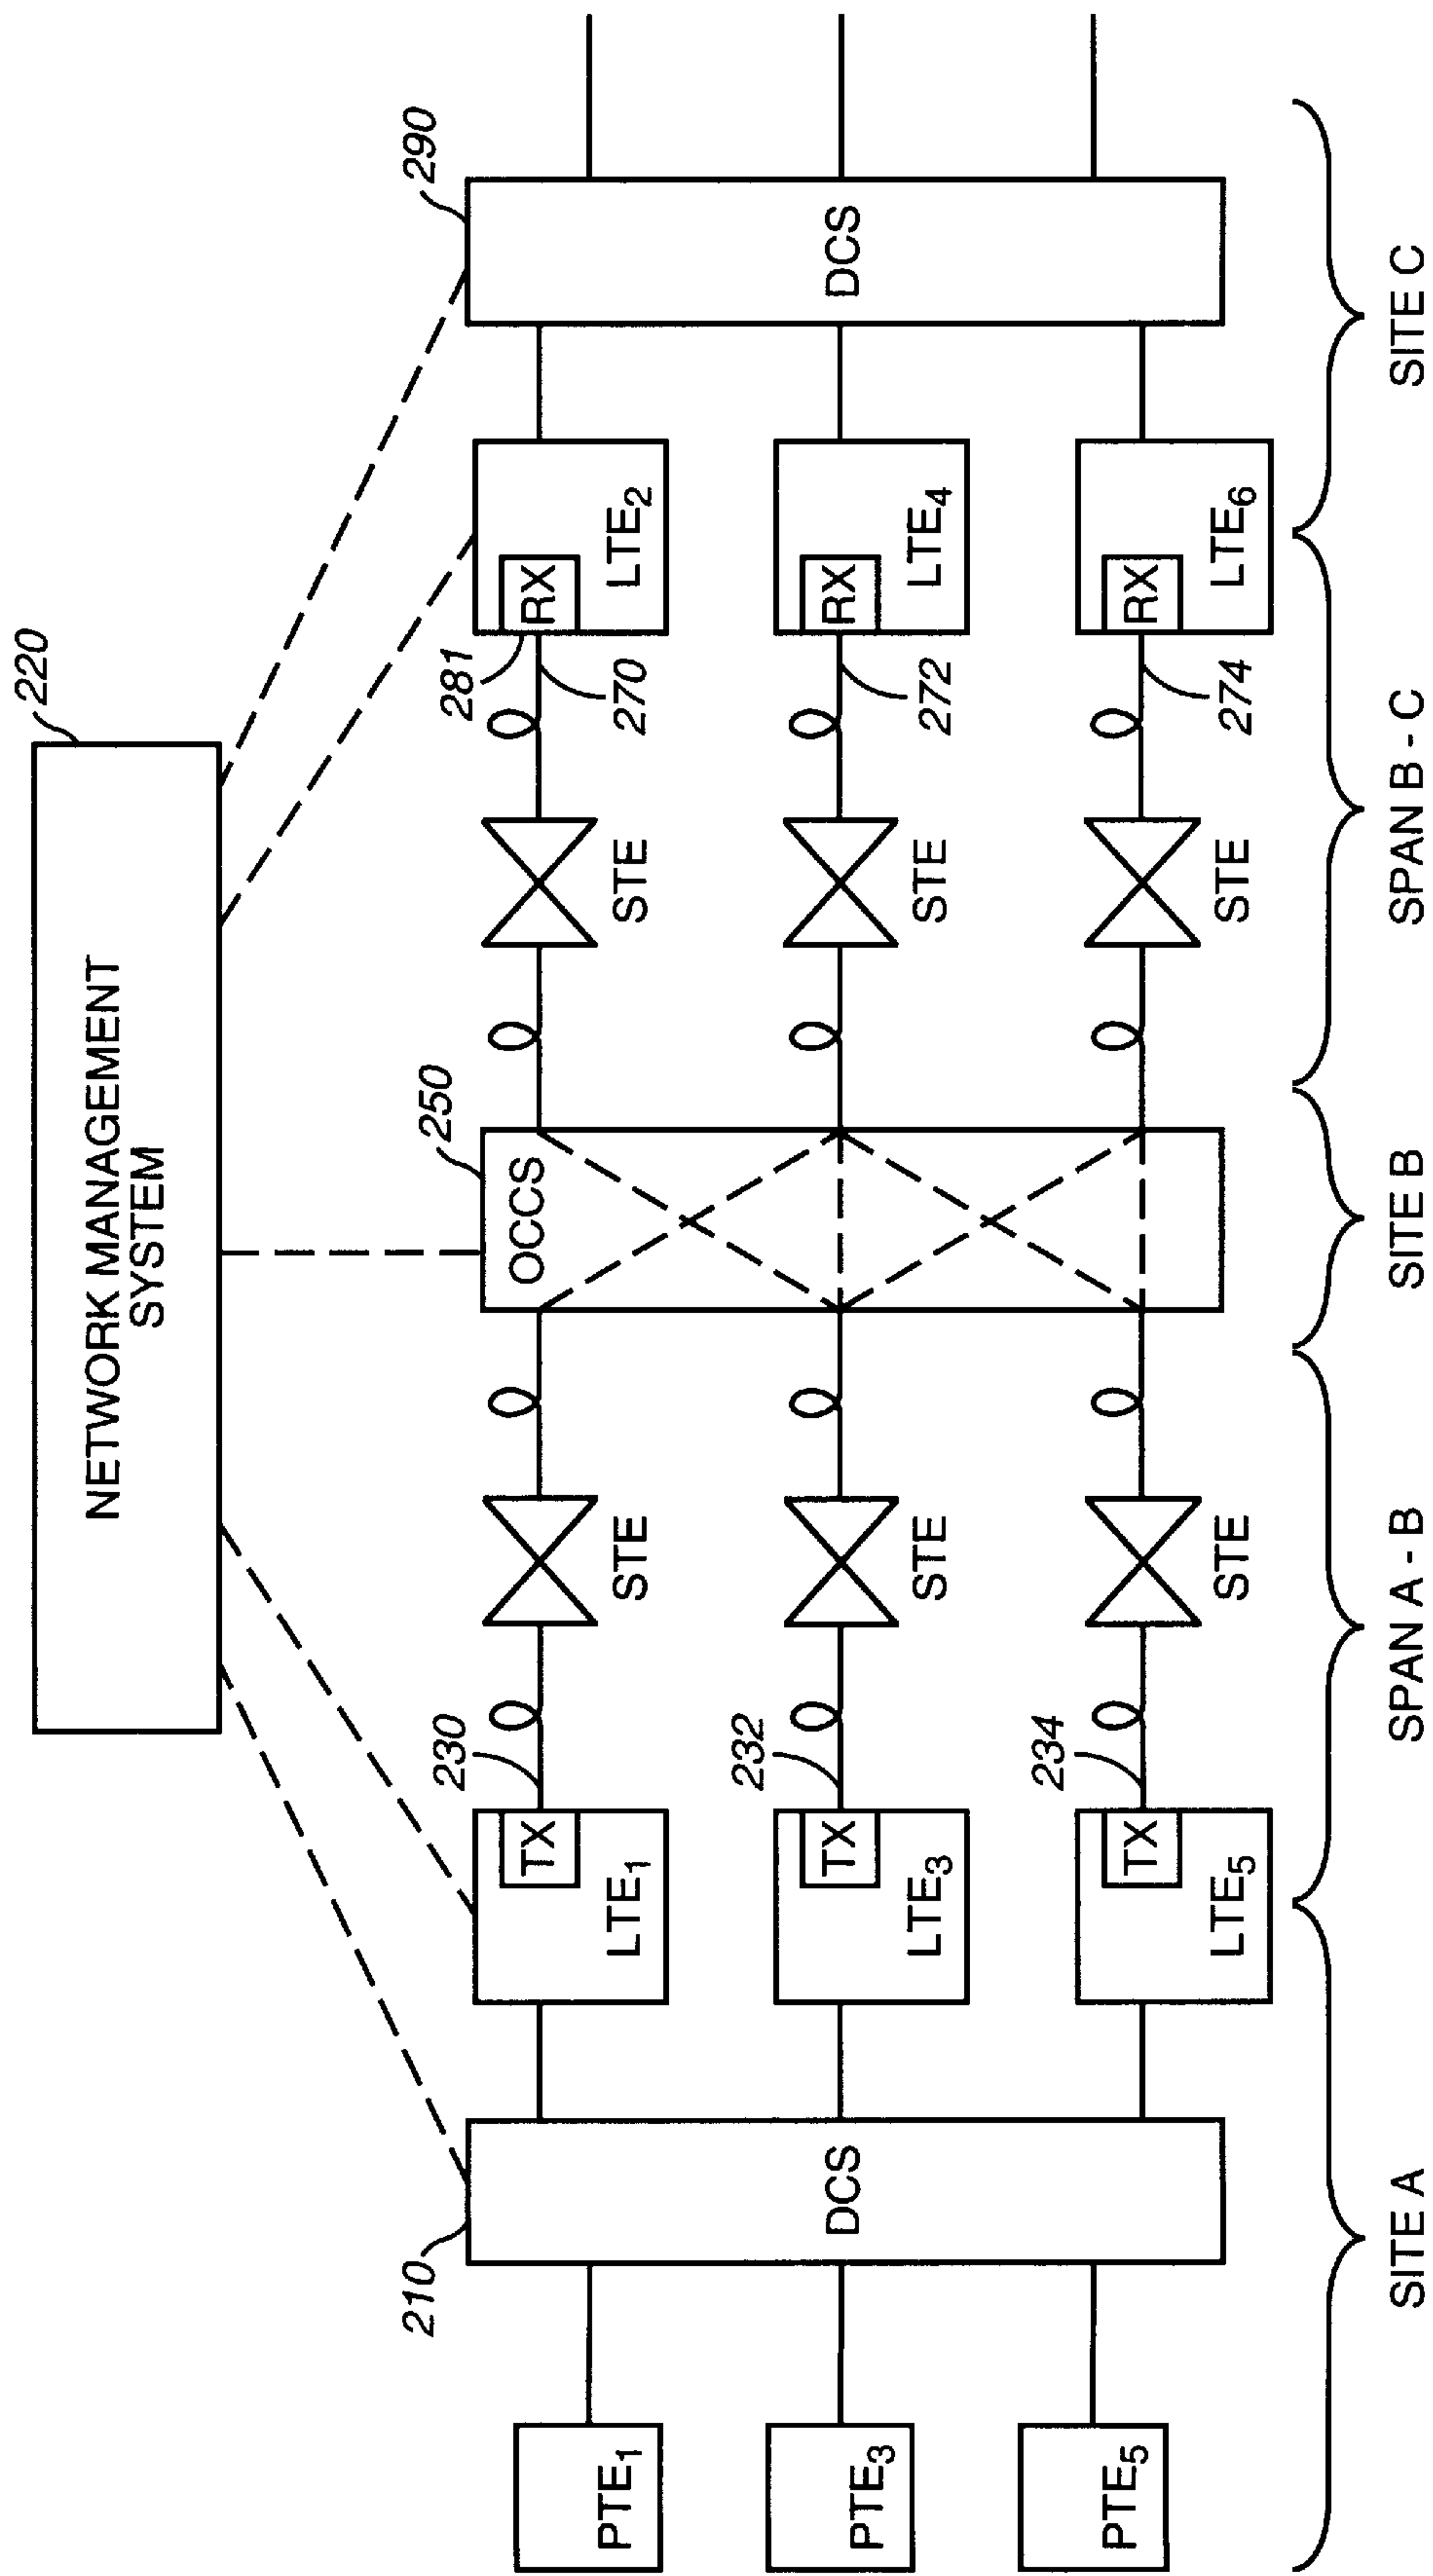 220
NETWORK MANAGEMENT
SYSTEM
210
290
250
OCCS
230
281
270
PTE1
DCS
TX
LTE1
STE
STE
RX
LTE2
DCS
232
272
PTE3
TX
LTE3
STE
STE
RX
LTE4
234
274
PTE5
TX
LTE5
STE
STE
RX
LTE6
SITE A
SPAN A - B
SITE B
SPAN B - C
SITE C